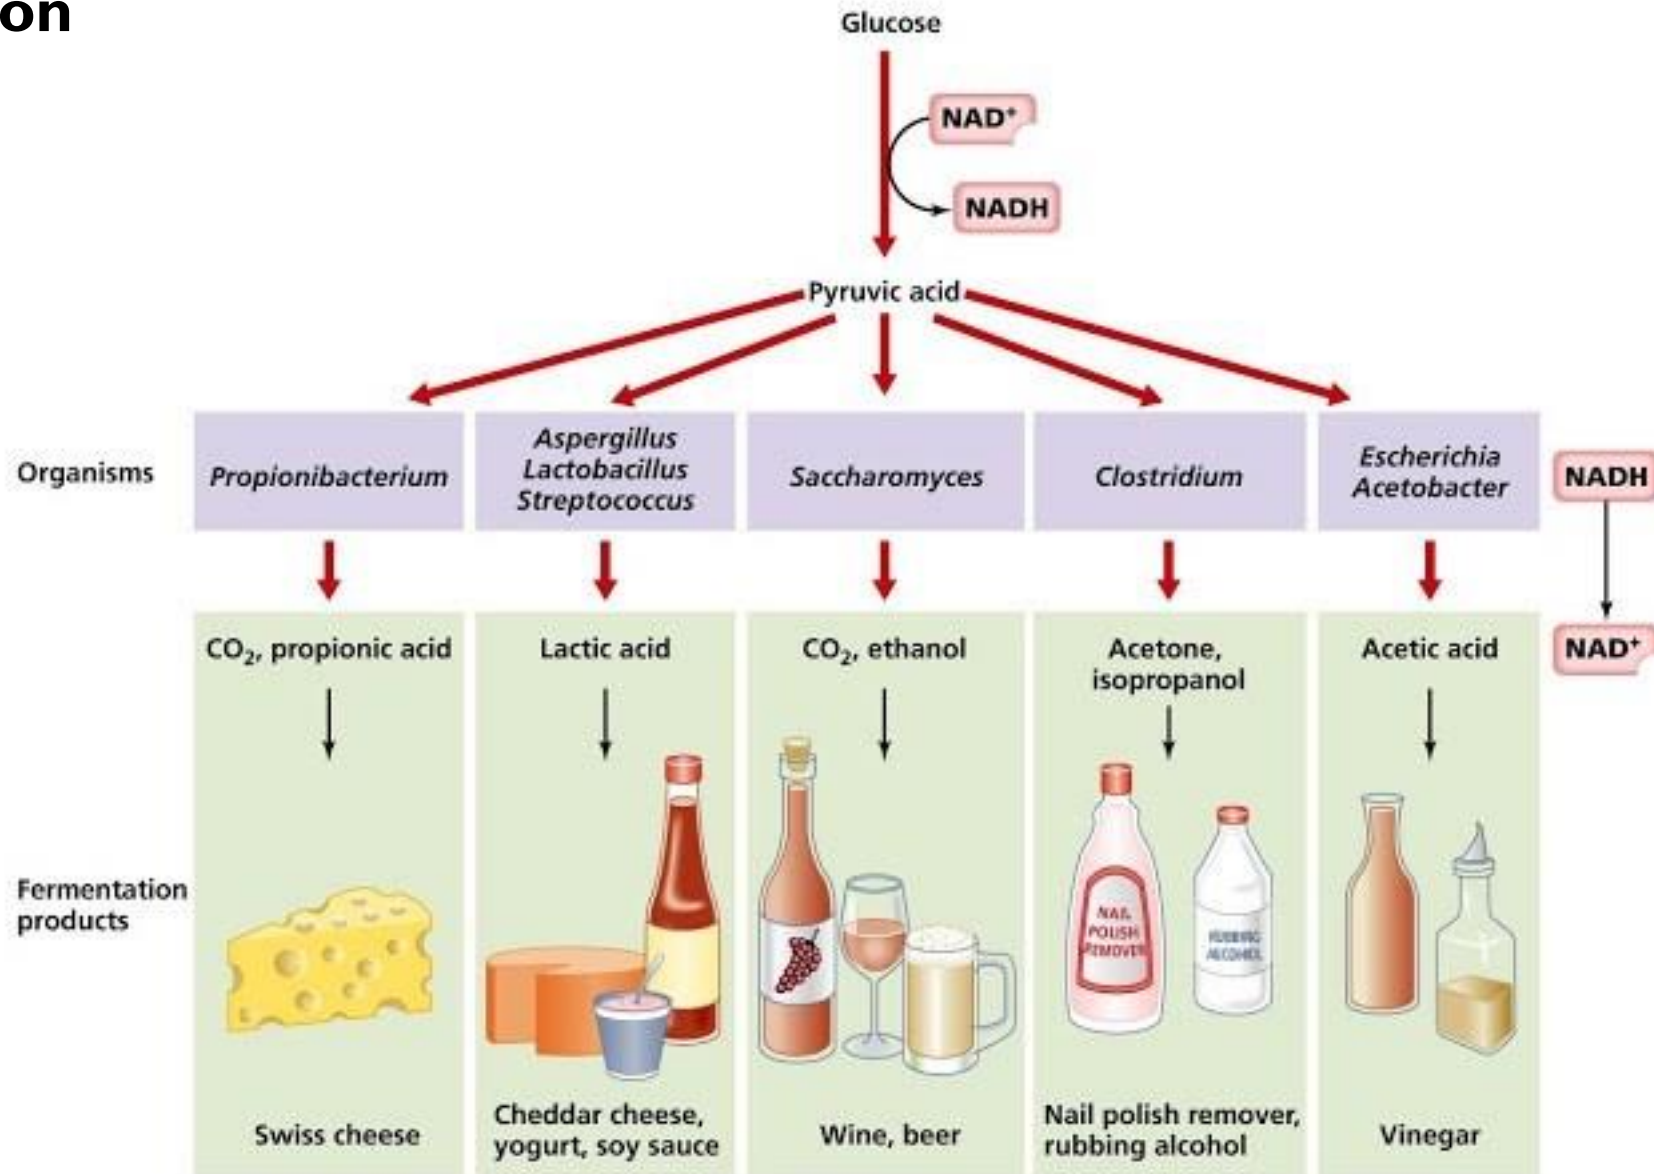 on
Glucose
NAD⁺
NADH
Pyruvic acid
Organisms
Propionibacterium
Aspergillus
Lactobacillus
Streptococcus
Saccharomyces
Clostridium
Escherichia
Acetobacter
NADH
NAD⁺
CO₂, propionic acid
Lactic acid
CO₂, ethanol
Acetone,
isopropanol
Acetic acid
Fermentation
products
NAIL
POLISH
REMOVER
RUBBING
ALCOHOL
Swiss cheese
Cheddar cheese,
yogurt, soy sauce
Wine, beer
Nail polish remover,
rubbing alcohol
Vinegar